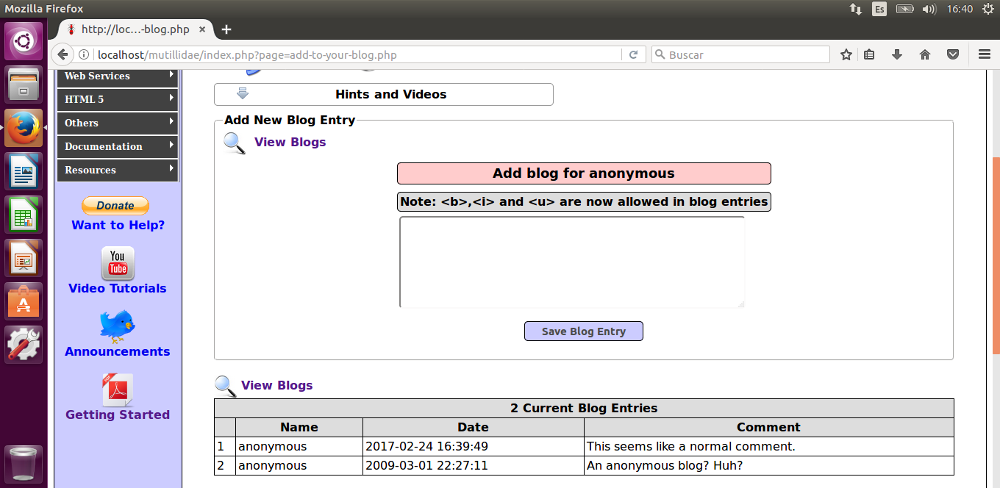 Mozilla Firefox
Es
16:40
http://loc...-blog.php
localhost/mutillidae/index.php?page=add-to-your-blog.php
Buscar
Web Services
HTML 5
Others
Documentation
Resources
Donate
Want to Help?
You
Tube
Video Tutorials
Announcements
PDF
Getting Started
Hints and Videos
Add New Blog Entry
View Blogs
Add blog for anonymous
Note: <b>,<i> and <u> are now allowed in blog entries
Save Blog Entry
View Blogs
2 Current Blog Entries
Name Date Comment
1 anonymous 2017-02-24 16:39:49 This seems like a normal comment.
2 anonymous 2009-03-01 22:27:11 An anonymous blog? Huh?